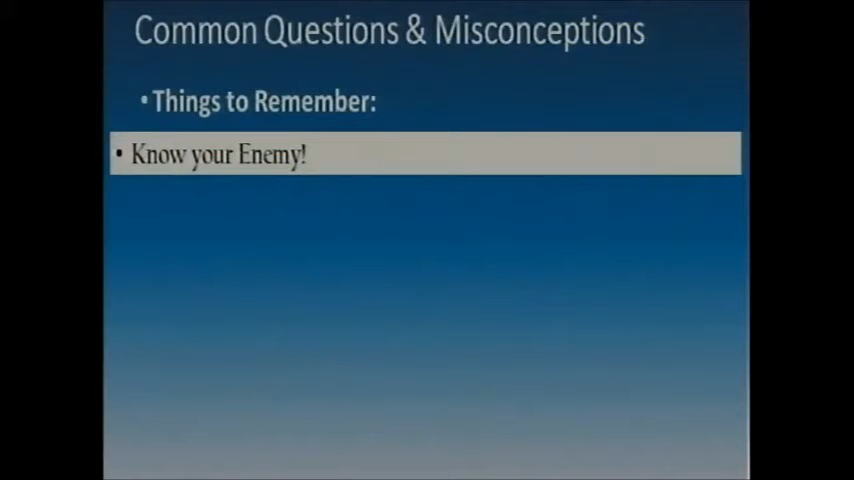 Common Questions & Misconceptions
• Things to Remember:
• Know your Enemy!